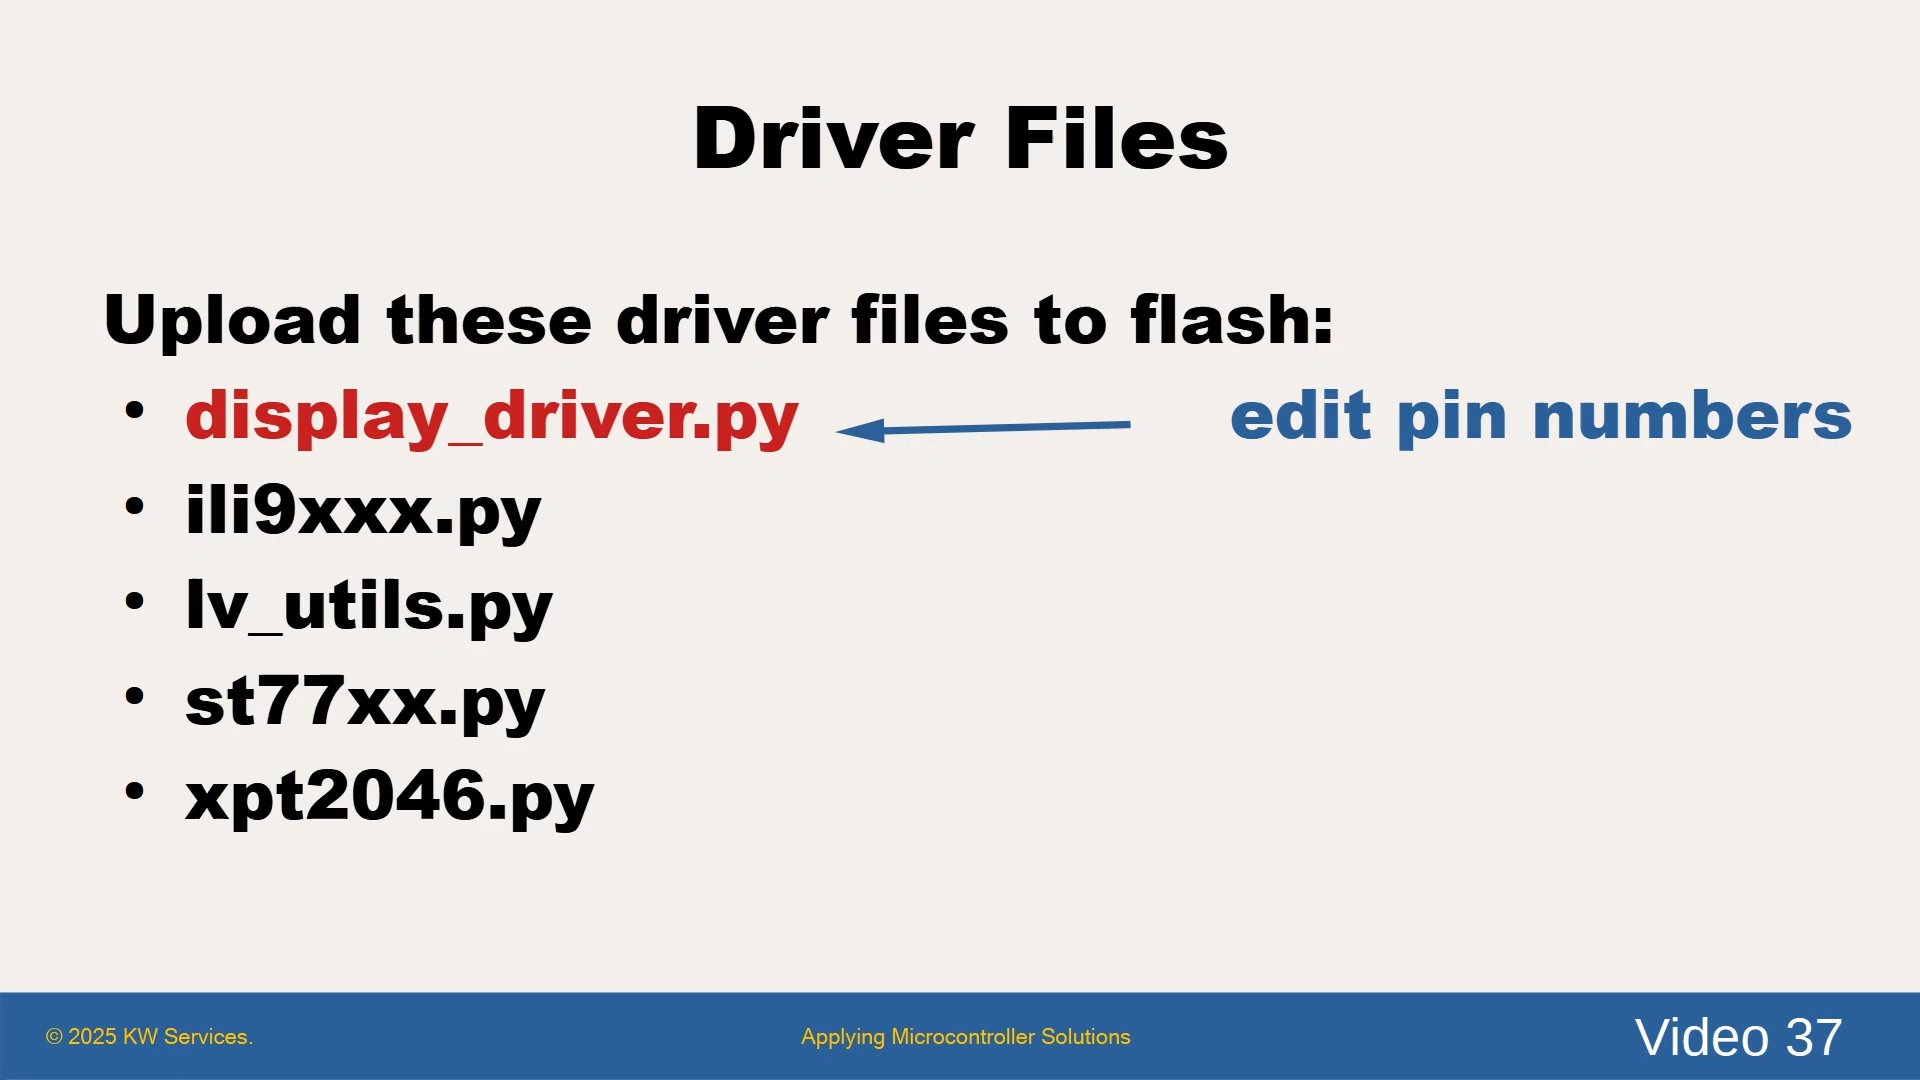 Driver Files
Upload these driver files to flash:
• display_driver.py edit pin numbers
• ili9xxx.py
• lv_utils.py
• st77xx.py
• xpt2046.py
© 2025 KW Services. Applying Microcontroller Solutions Video 37